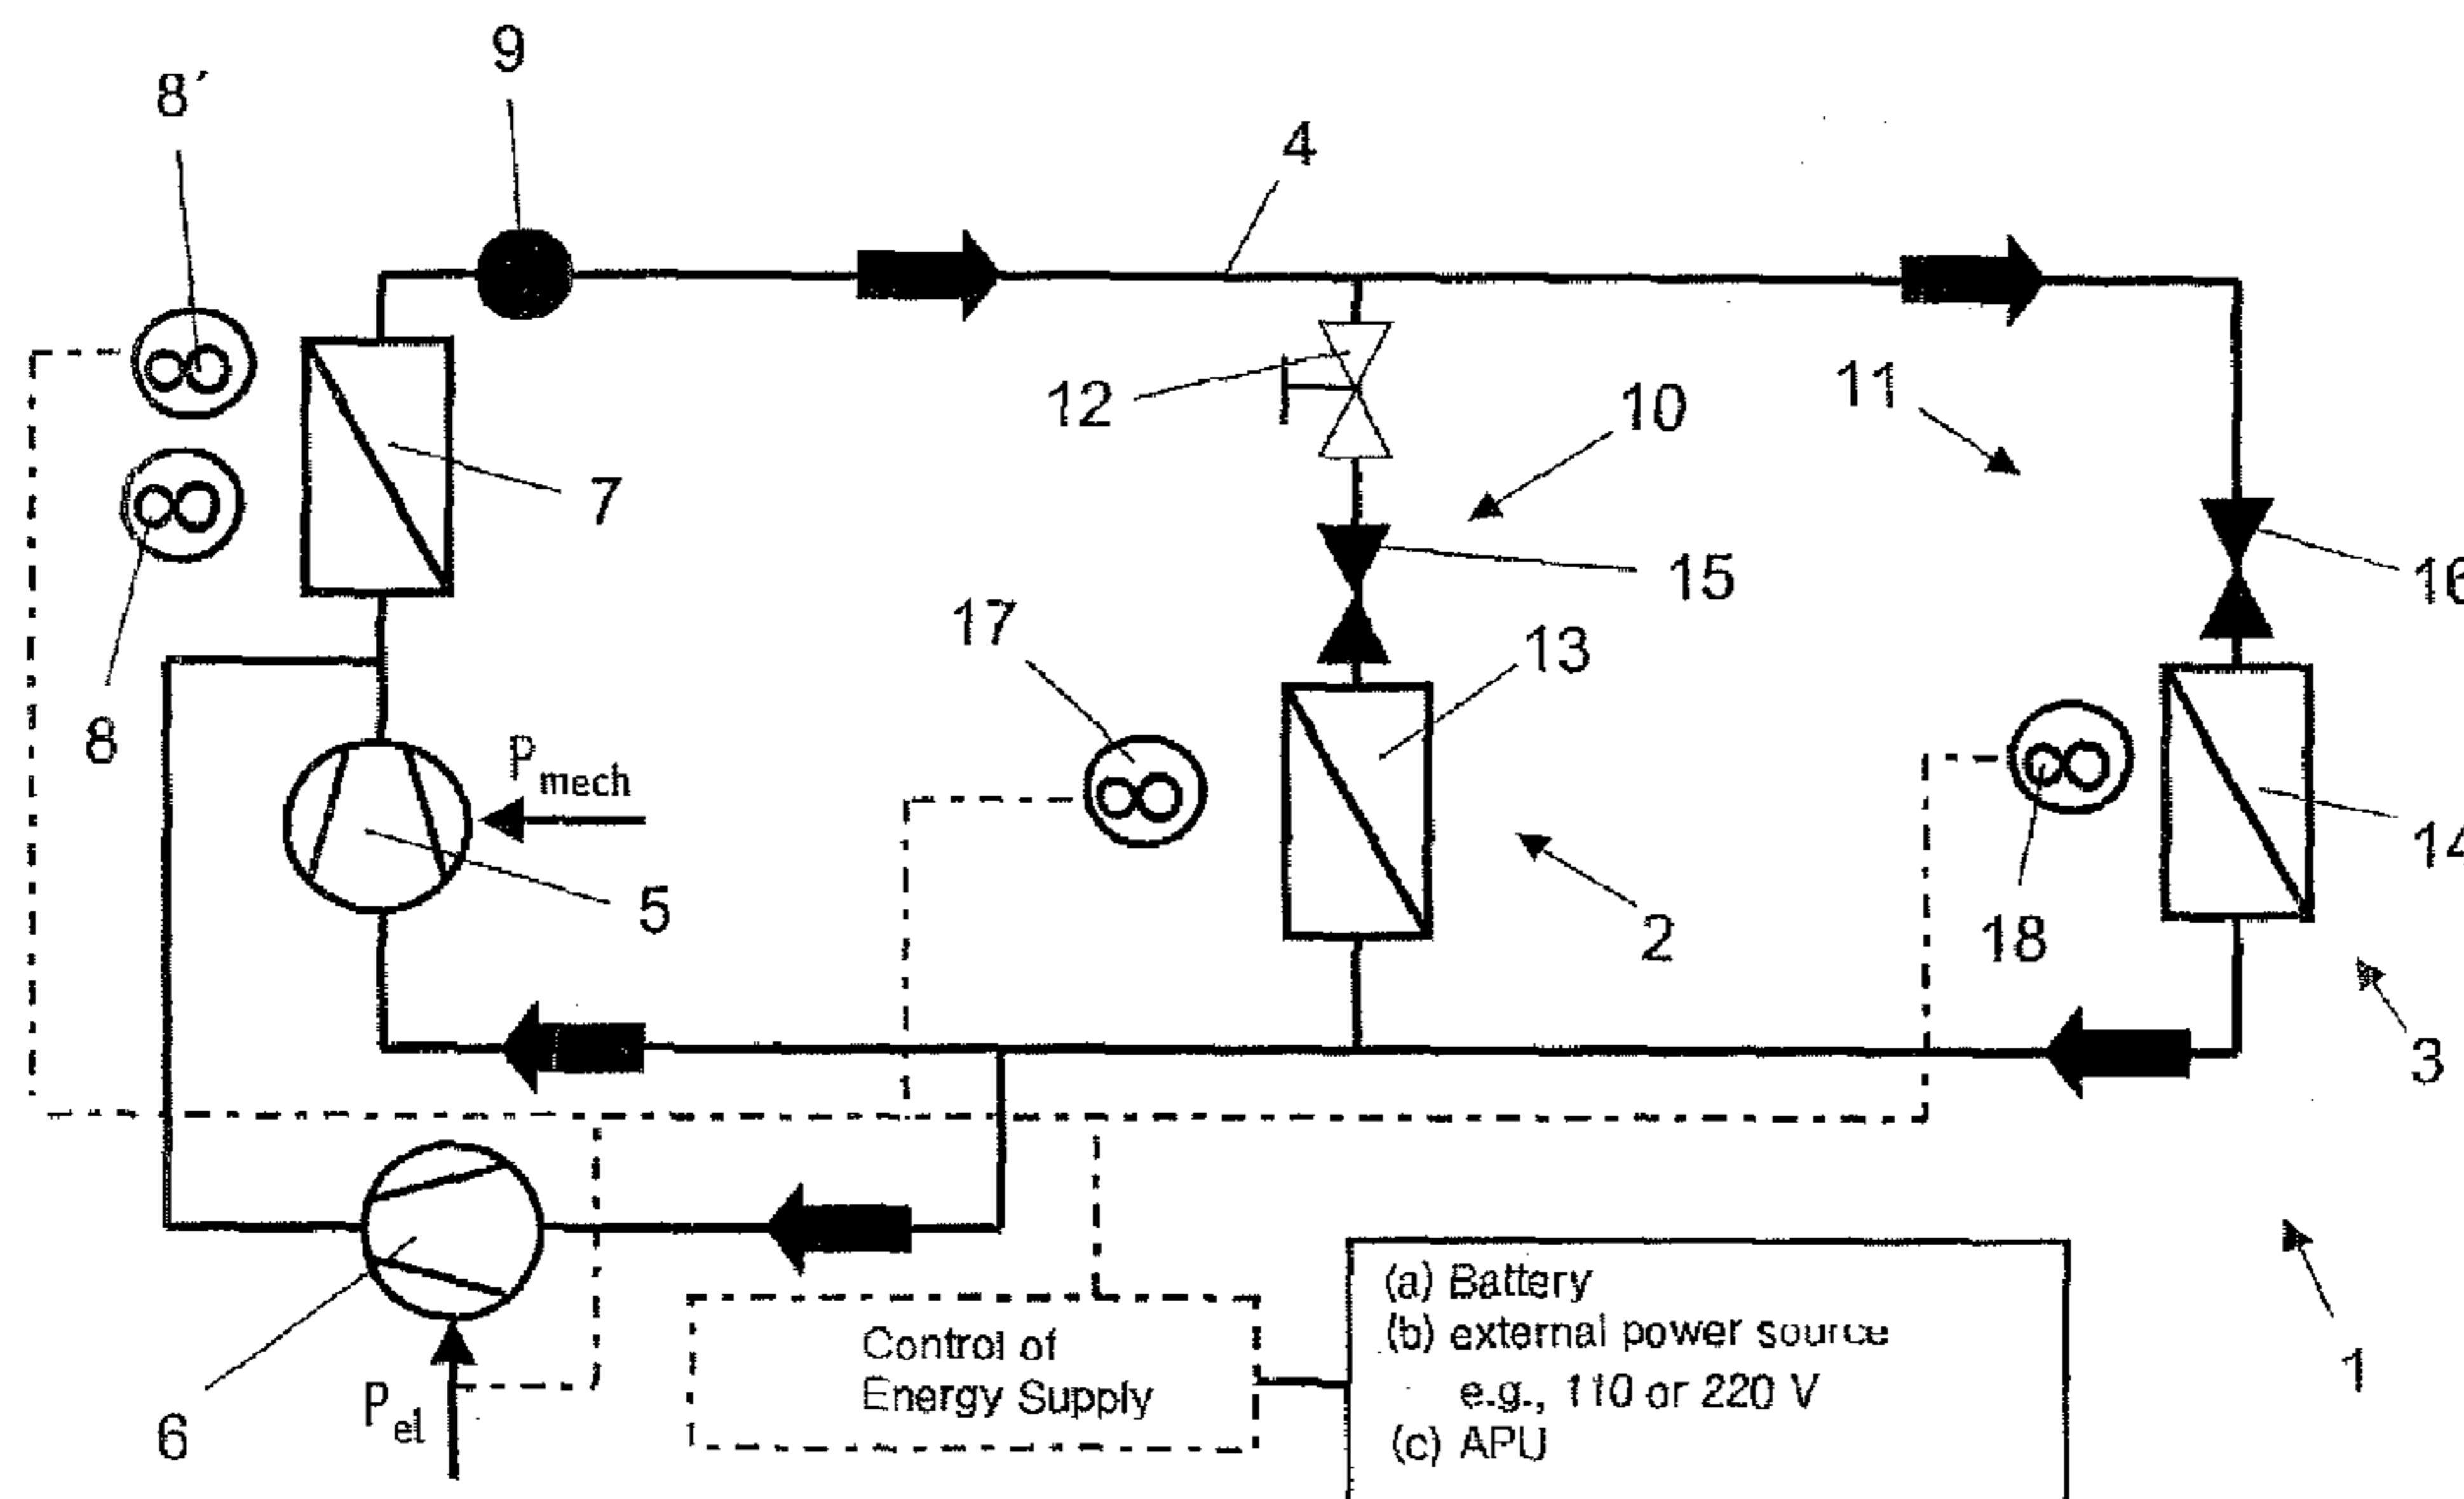 9
8′
4
12
10
11
7
15
16
17
13
8
P mech
14
5
2
18
3
(a) Battery
(b) external power source
Control of
Energy Supply
1
e.g., 110 or 220 V
P el
6
(c) APU